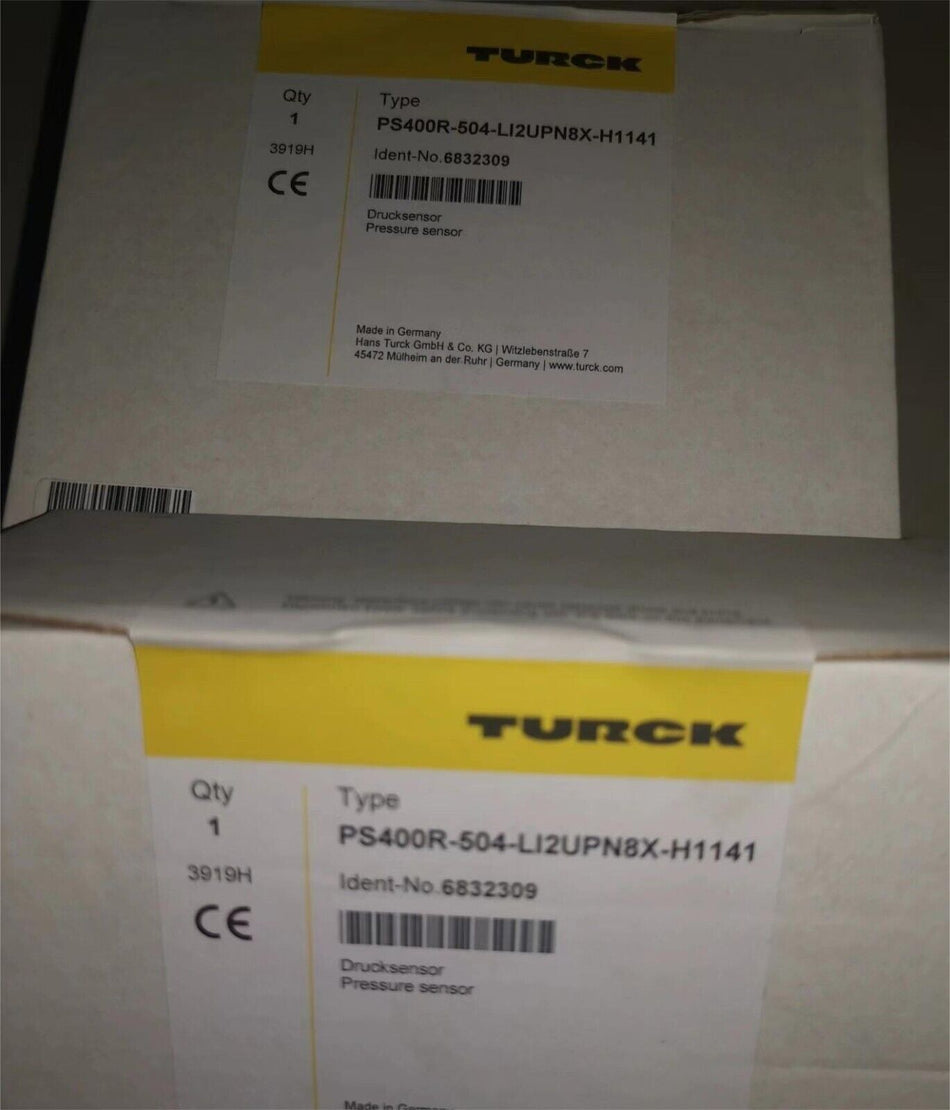 TURCK
Qty
1
3919H
CE
Type
PS400R-504-LI2UPN8X-H1141
Ident-No.6832309
Drucksensor
Pressure sensor
Made in Germany
Hans Turck GmbH & Co. KG | Witzlebenstraße 7
45472 Mülheim an der Ruhr | Germany | www.turck.com
TURCK
Qty
1
3919H
CE
Type
PS400R-504-LI2UPN8X-H1141
Ident-No.6832309
Drucksensor
Pressure sensor
Made in